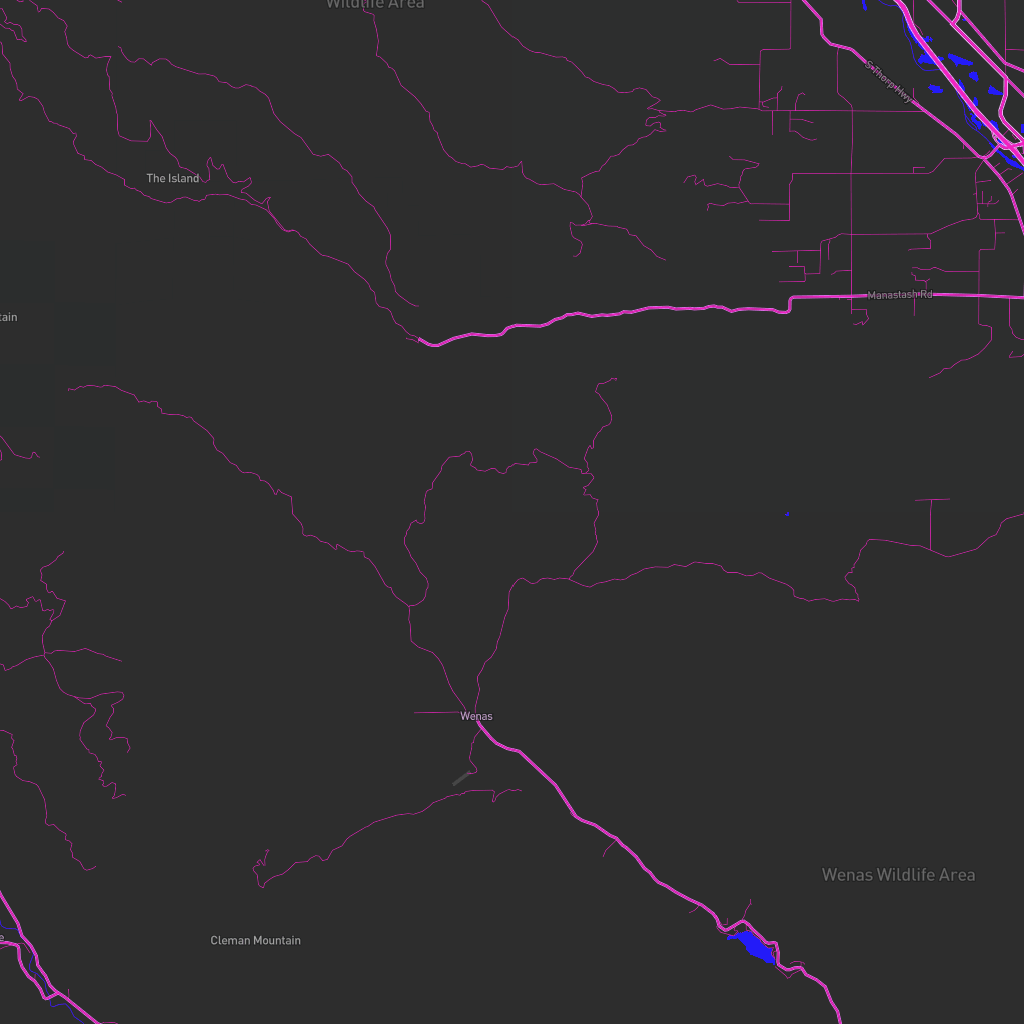 Wildlife Area
S Thorp Hwy
The Island
Manastash Rd
tain
Wenas
Wenas Wildlife Area
e
Cleman Mountain